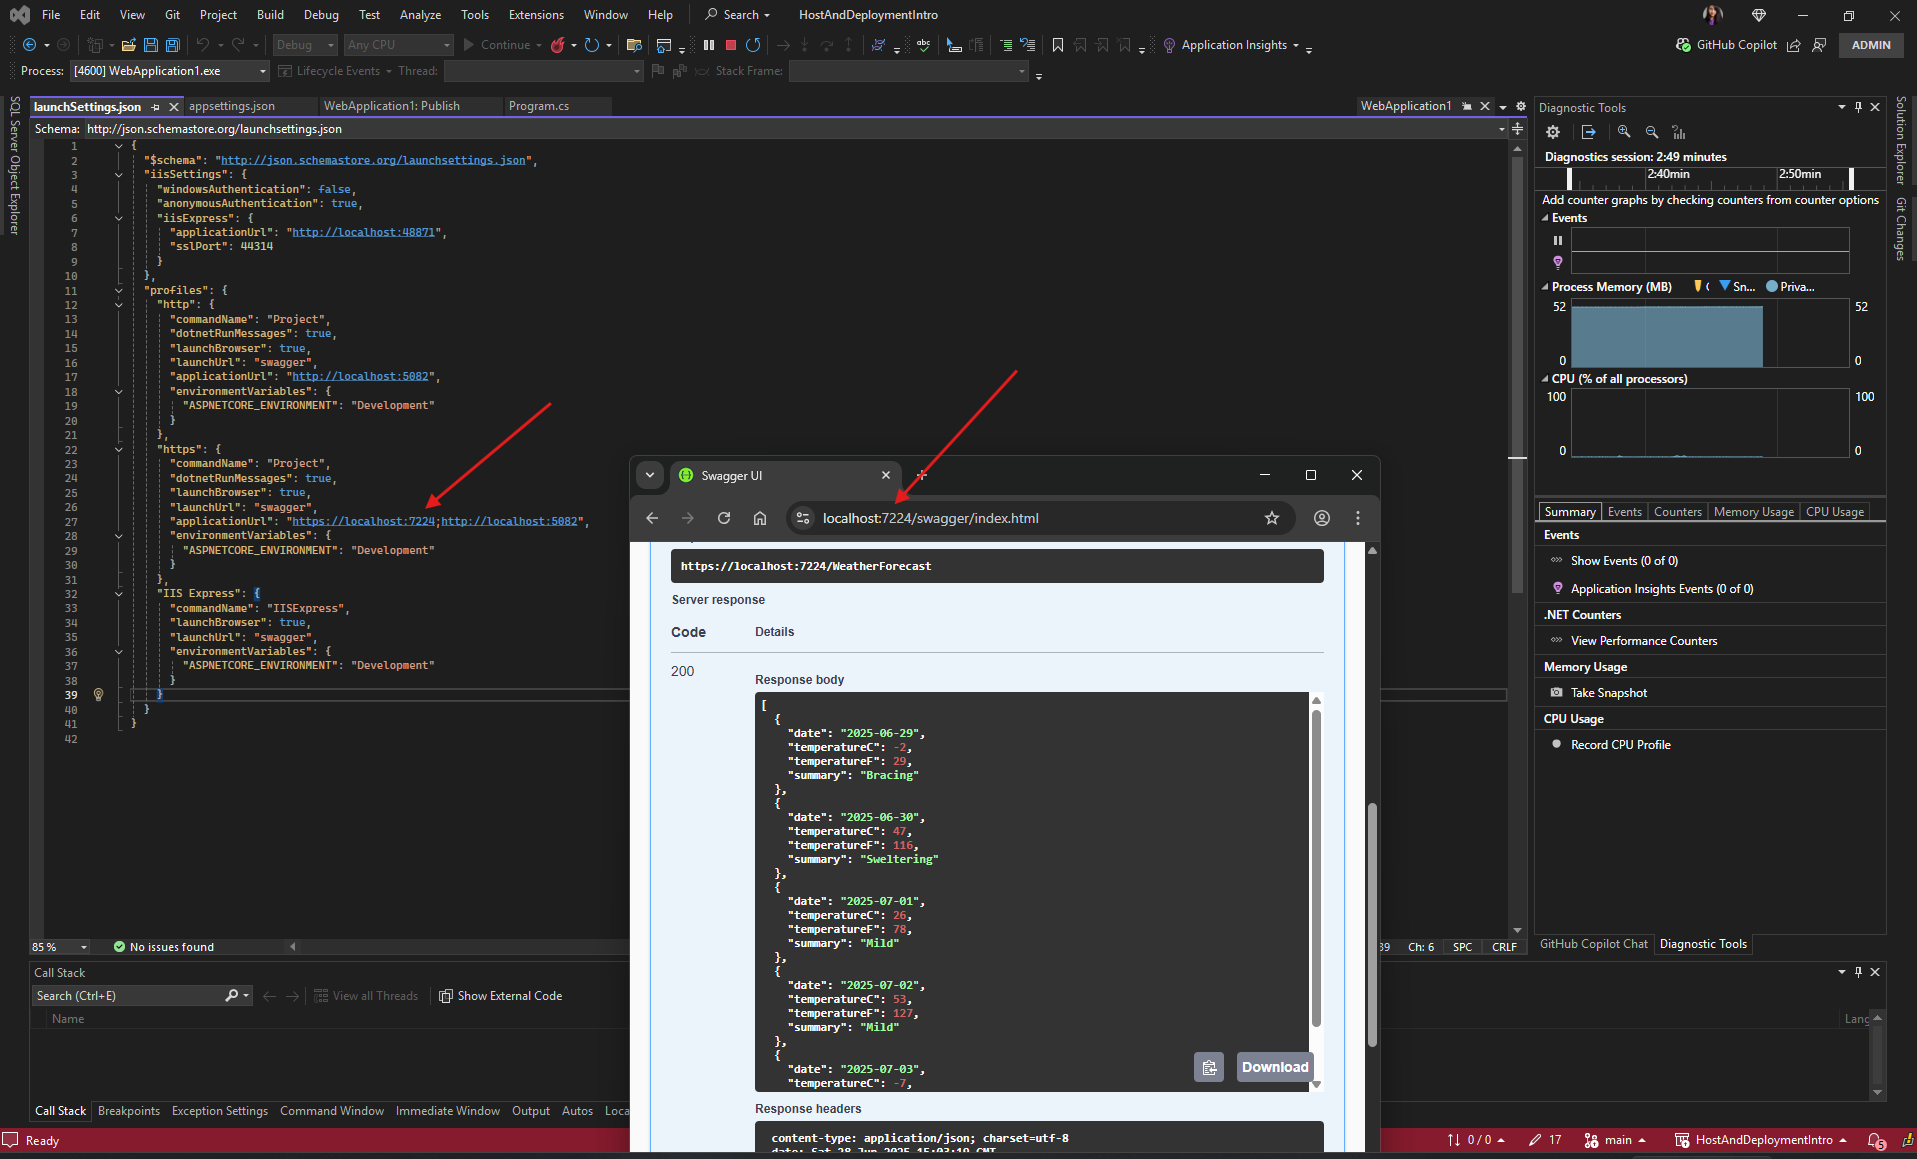 File Edit View Git Project Build Debug Test Analyze Tools Extensions Window Help Search HostAndDeploymentIntro
Debug Any CPU Continue Application Insights GitHub Copilot ADMIN
Process: [4600] WebApplication1.exe Lifecycle Events Thread: Stack Frame:
SQL Server Object Explorer
launchSettings.json appsettings.json WebApplication1: Publish Program.cs WebApplication1
Schema: http://json.schemastore.org/launchsettings.json
1 {
2 "$schema": "http://json.schemastore.org/launchsettings.json",
3 "iisSettings": {
4 "windowsAuthentication": false,
5 "anonymousAuthentication": true,
6 "iisExpress": {
7 "applicationUrl": "http://localhost:48871",
8 "sslPort": 44314
9 }
10 },
11 "profiles": {
12 "http": {
13 "commandName": "Project",
14 "dotnetRunMessages": true,
15 "launchBrowser": true,
16 "launchUrl": "swagger",
17 "applicationUrl": "http://localhost:5082",
18 "environmentVariables": {
19 "ASPNETCORE_ENVIRONMENT": "Development"
20 }
21 },
22 "https": {
23 "commandName": "Project",
24 "dotnetRunMessages": true,
25 "launchBrowser": true,
26 "launchUrl": "swagger",
27 "applicationUrl": "https://localhost:7224;http://localhost:5082",
28 "environmentVariables": {
29 "ASPNETCORE_ENVIRONMENT": "Development"
30 }
31 },
32 "IIS Express": {
33 "commandName": "IISExpress",
34 "launchBrowser": true,
35 "launchUrl": "swagger",
36 "environmentVariables": {
37 "ASPNETCORE_ENVIRONMENT": "Development"
38 }
39 }
40 }
41 }
42
85 % No issues found
39 Ch: 6 SPC CRLF
Swagger UI
localhost:7224/swagger/index.html
https://localhost:7224/WeatherForecast
Server response
Code Details
200
Response body
[
{
"date": "2025-06-29",
"temperatureC": -2,
"temperatureF": 29,
"summary": "Bracing"
},
{
"date": "2025-06-30",
"temperatureC": 47,
"temperatureF": 116,
"summary": "Sweltering"
},
{
"date": "2025-07-01",
"temperatureC": 26,
"temperatureF": 78,
"summary": "Mild"
},
{
"date": "2025-07-02",
"temperatureC": 53,
"temperatureF": 127,
"summary": "Mild"
},
{
"date": "2025-07-03",
"temperatureC": -7,
Download
Response headers
content-type: application/json; charset=utf-8
date: Sat,28 Jun 2025 15:03:19 GMT
Diagnostic Tools
Diagnostics session: 2:49 minutes
2:40min 2:50min
Add counter graphs by checking counters from counter options
Events
Process Memory (MB) ( Sn... Priva...
52 52
0 0
CPU (% of all processors)
100 100
0 0
Summary Events Counters Memory Usage CPU Usage
Events
Show Events (0 of 0)
Application Insights Events (0 of 0)
.NET Counters
View Performance Counters
Memory Usage
Take Snapshot
CPU Usage
Record CPU Profile
GitHub Copilot Chat Diagnostic Tools
Solution Explorer
Git Changes
Call Stack
Search (Ctrl+E) View all Threads Show External Code
Name Lang
Call Stack Breakpoints Exception Settings Command Window Immediate Window Output Autos Loca
Ready 0 / 0 17 main HostAndDeploymentIntro 5